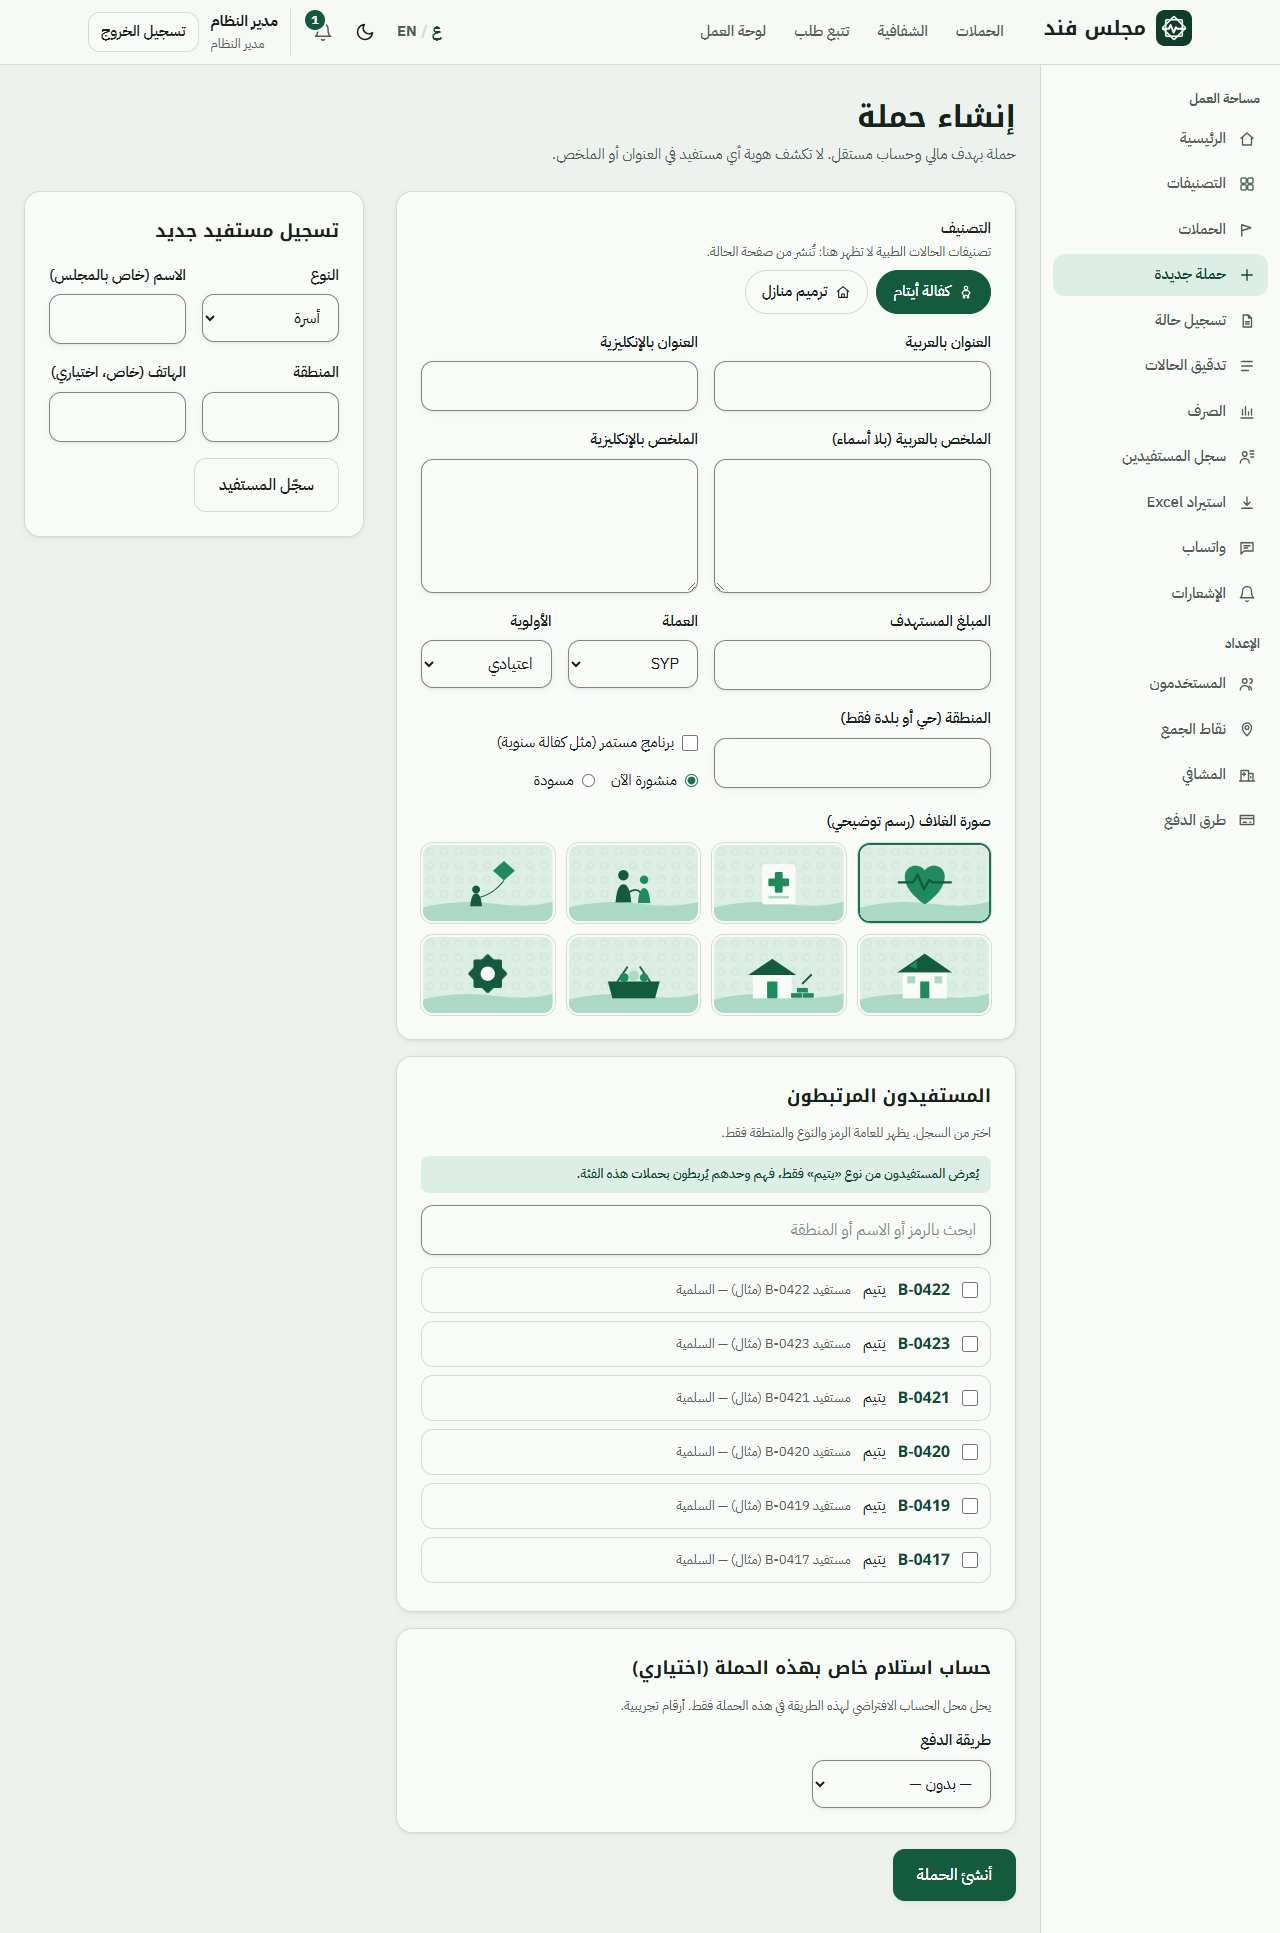 مجلس فند
الحملات
الشفافية
تتبع طلب
لوحة العمل
ع / EN
1
مدير النظام
مدير النظام
تسجيل الخروج
مساحة العمل
الرئيسية
التصنيفات
الحملات
حملة جديدة
تسجيل حالة
تدقيق الحالات
الصرف
سجل المستفيدين
استيراد Excel
واتساب
الإشعارات
الإعداد
المستخدمون
نقاط الجمع
المشافي
طرق الدفع
إنشاء حملة
حملة بهدف مالي وحساب مستقل. لا تكشف هوية أي مستفيد في العنوان أو الملخص.
التصنيف
تصنيفات الحالات الطبية لا تظهر هنا: تُنشر من صفحة الحالة.
كفالة أيتام
ترميم منازل
العنوان بالعربية
العنوان بالإنكليزية
الملخص بالعربية (بلا أسماء)
الملخص بالإنكليزية
المبلغ المستهدف
العملة
الأولوية
SYP
اعتيادي
المنطقة (حي أو بلدة فقط)
برنامج مستمر (مثل كفالة سنوية)
منشورة الآن
مسودة
صورة الغلاف (رسم توضيحي)
المستفيدون المرتبطون
اختر من السجل. يظهر للعامة الرمز والنوع والمنطقة فقط.
يُعرض المستفيدون من نوع «يتيم» فقط، فهم وحدهم يُربطون بحملات هذه الفئة.
ابحث بالرمز أو الاسم أو المنطقة
B-0422 يتيم مستفيد B-0422 (مثال) — السلمية
B-0423 يتيم مستفيد B-0423 (مثال) — السلمية
B-0421 يتيم مستفيد B-0421 (مثال) — السلمية
B-0420 يتيم مستفيد B-0420 (مثال) — السلمية
B-0419 يتيم مستفيد B-0419 (مثال) — السلمية
B-0417 يتيم مستفيد B-0417 (مثال) — السلمية
حساب استلام خاص بهذه الحملة (اختياري)
يحل محل الحساب الافتراضي لهذه الطريقة في هذه الحملة فقط. أرقام تجريبية.
طريقة الدفع
— بدون —
أنشئ الحملة
تسجيل مستفيد جديد
النوع
الاسم (خاص بالمجلس)
أسرة
المنطقة
الهاتف (خاص، اختياري)
سجّل المستفيد